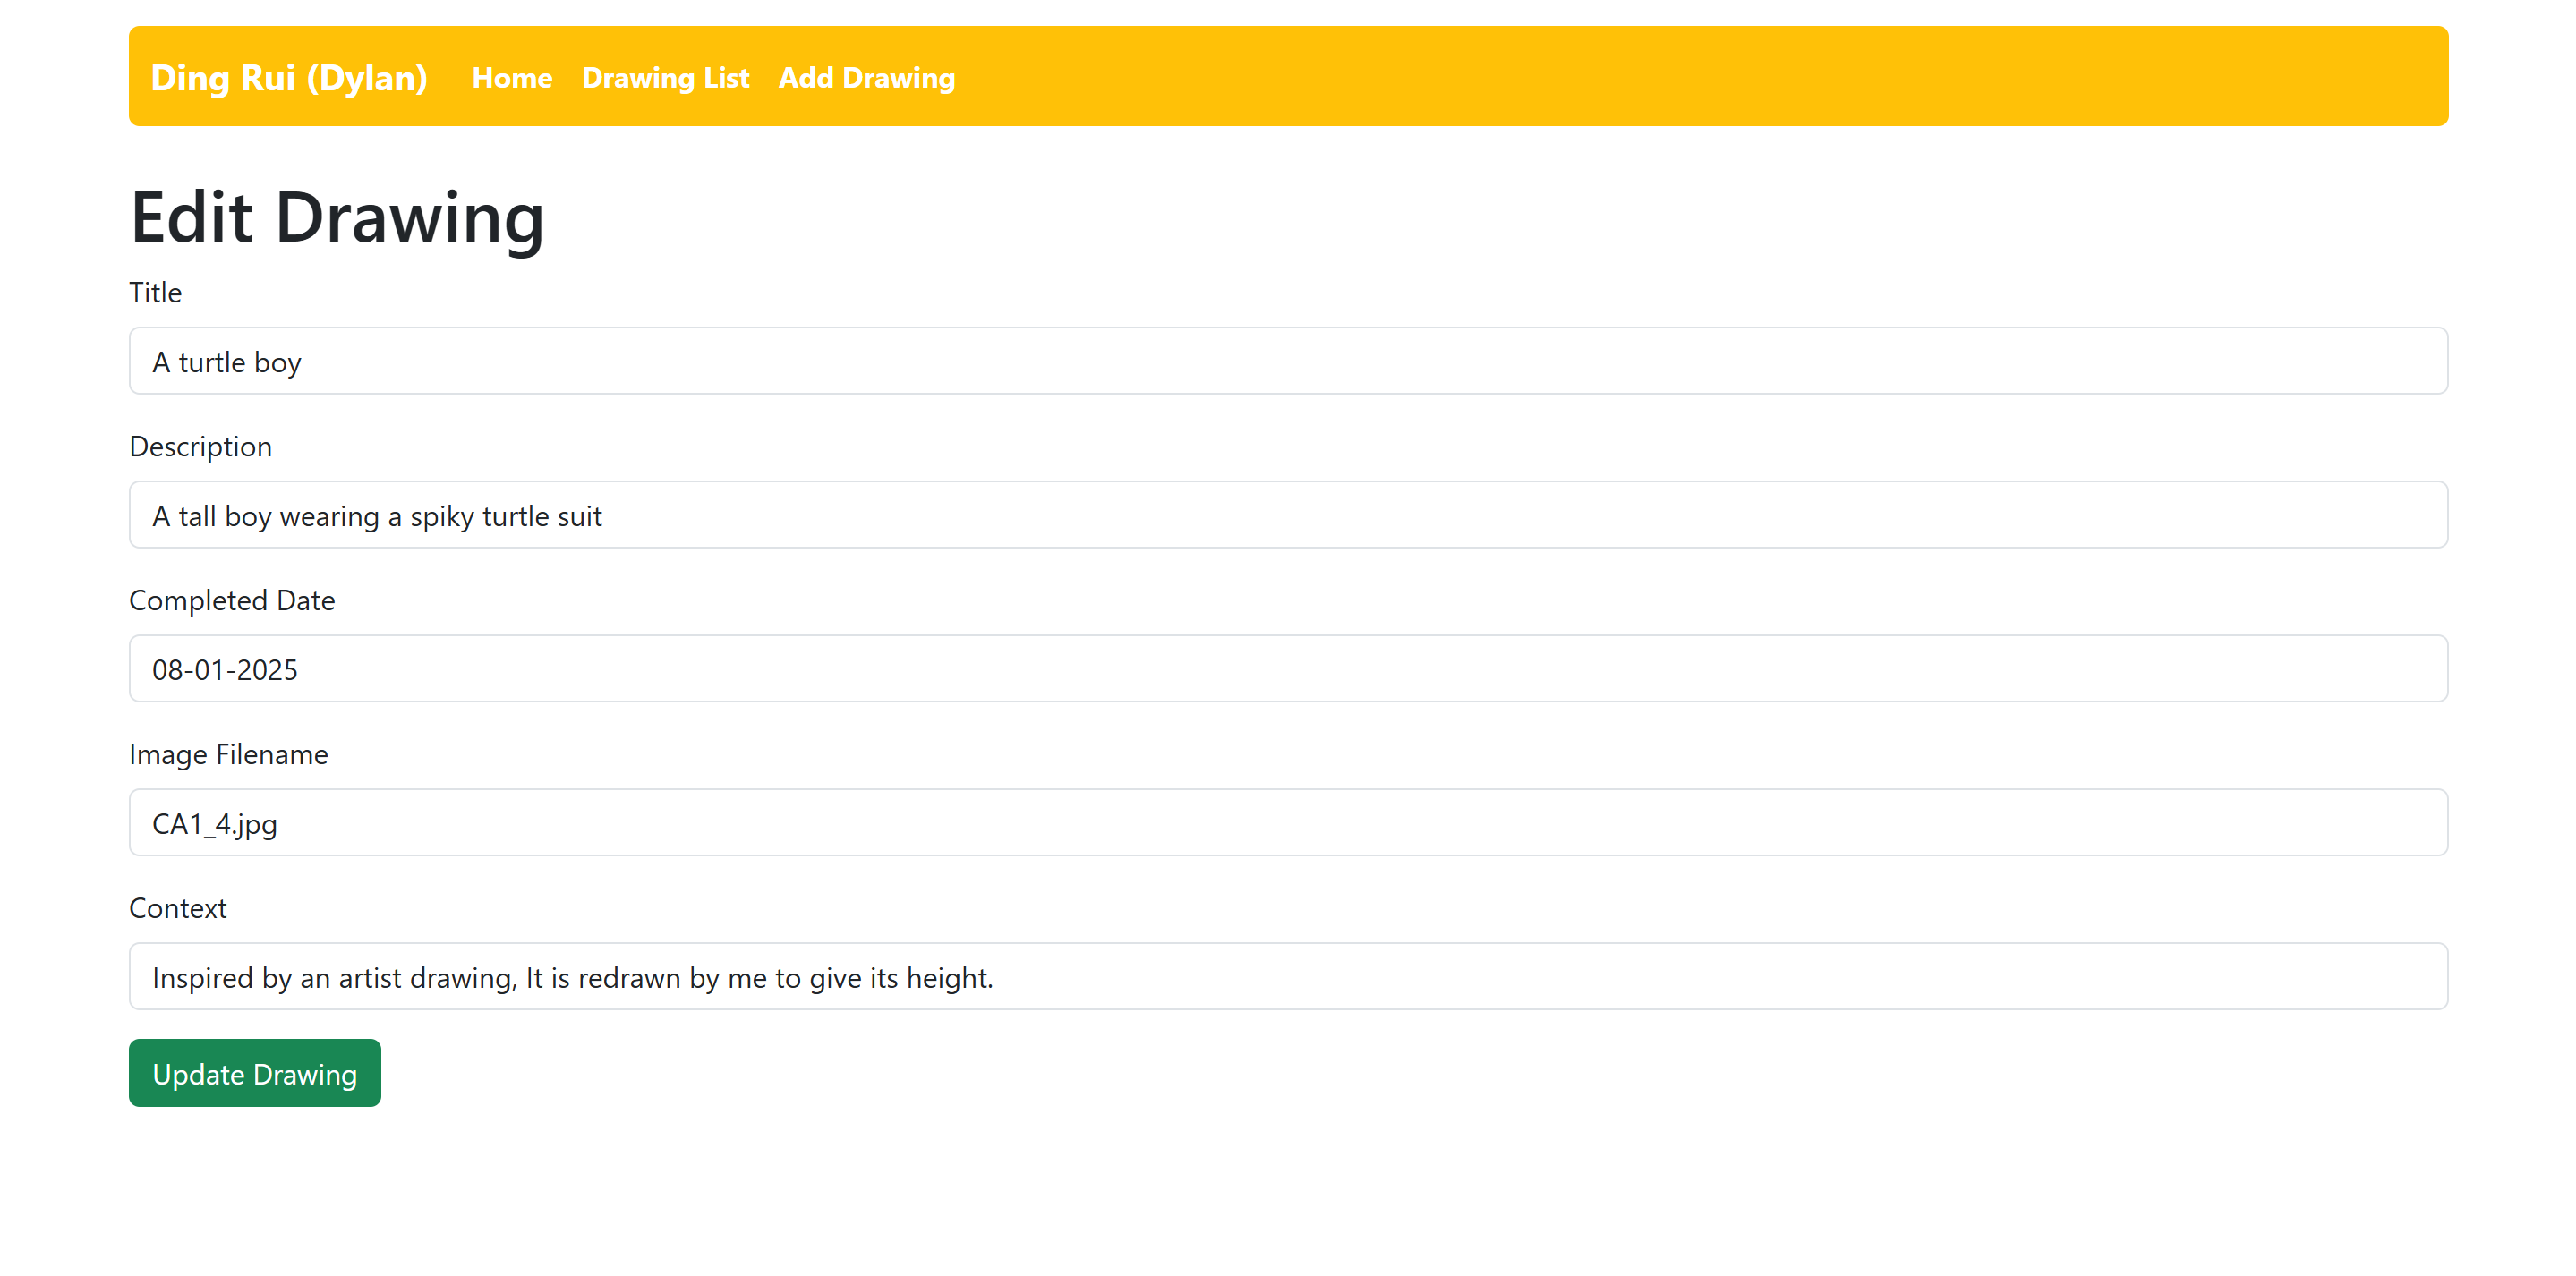 Ding Rui (Dylan) Home Drawing List Add Drawing
Edit Drawing
Title
A turtle boy
Description
A tall boy wearing a spiky turtle suit
Completed Date
08-01-2025
Image Filename
CA1_4.jpg
Context
Inspired by an artist drawing, It is redrawn by me to give its height.
Update Drawing